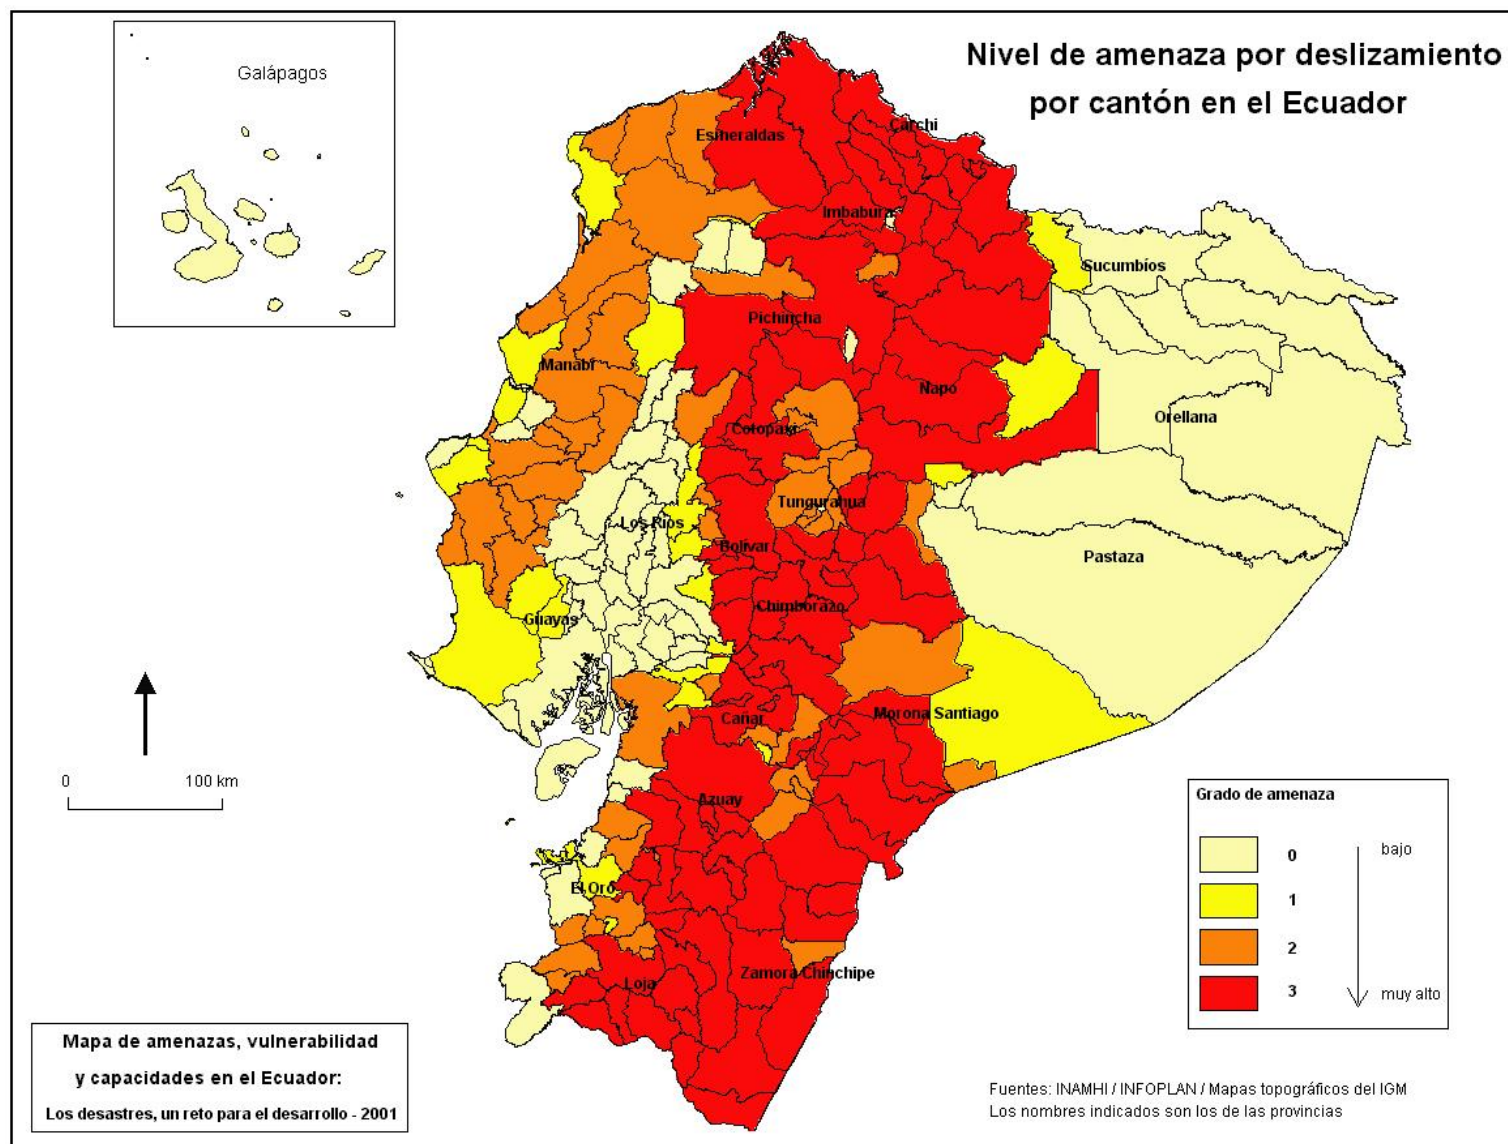 Nivel de amenaza por deslizamiento
por cantón en el Ecuador
Galápagos
Carchi
Esmeraldas
Imbabura
Sucumbíos
Pichincha
Manabí
Napo
Orellana
Cotopaxi
Tungurahua
Los Ríos
Bolívar
Pastaza
Chimborazo
Guayas
Morona Santiago
Cañar
0 100 km
Azuay
El Oro
Zamora Chinchipe
Loja
Grado de amenaza
0 bajo
1
2
3 muy alto
Mapa de amenazas, vulnerabilidad
y capacidades en el Ecuador:
Los desastres, un reto para el desarrollo - 2001
Fuentes: INAMHI / INFOPLAN / Mapas topográficos del IGM
Los nombres indicados son los de las provincias